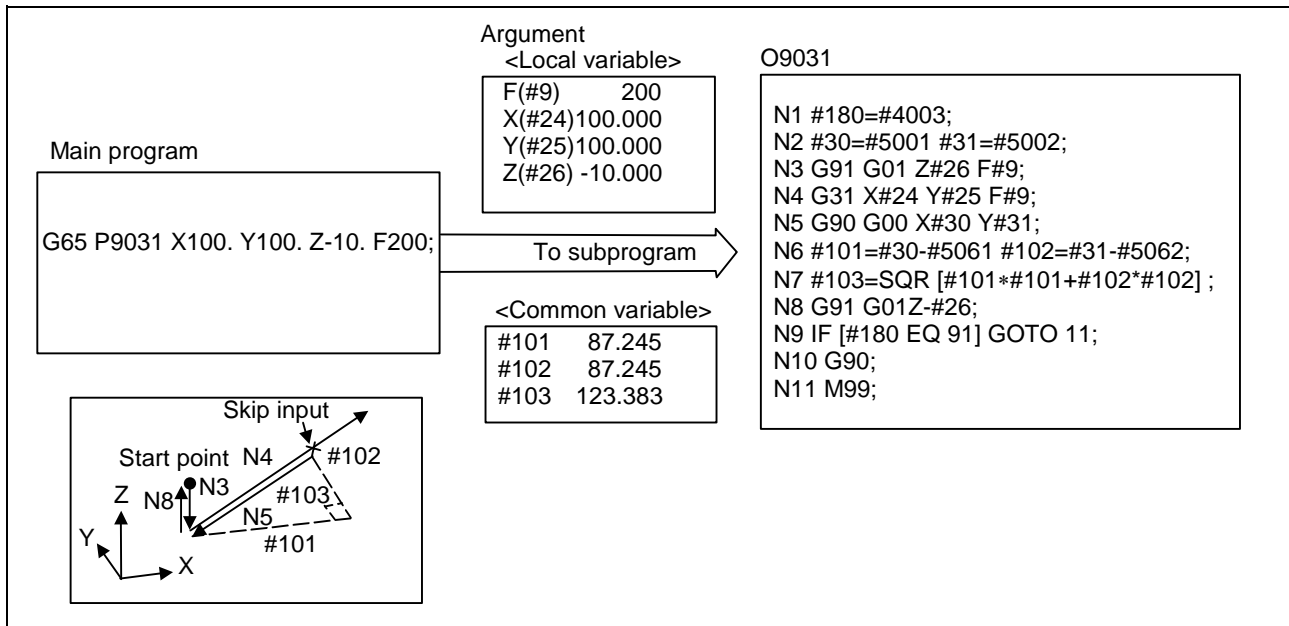 Main program
G65 P9031 X100. Y100. Z-10. F200;
Argument
<Local variable>
F(#9) 200
X(#24)100.000
Y(#25)100.000
Z(#26) -10.000
To subprogram
<Common variable>
#101 87.245
#102 87.245
#103 123.383
O9031
N1 #180=#4003;
N2 #30=#5001 #31=#5002;
N3 G91 G01 Z#26 F#9;
N4 G31 X#24 Y#25 F#9;
N5 G90 G00 X#30 Y#31;
N6 #101=#30-#5061 #102=#31-#5062;
N7 #103=SQR [#101∗#101+#102*#102] ;
N8 G91 G01Z-#26;
N9 IF [#180 EQ 91] GOTO 11;
N10 G90;
N11 M99;
Skip input
Start point N4 #102
Z N8 N3 #103
N5
Y #101
X